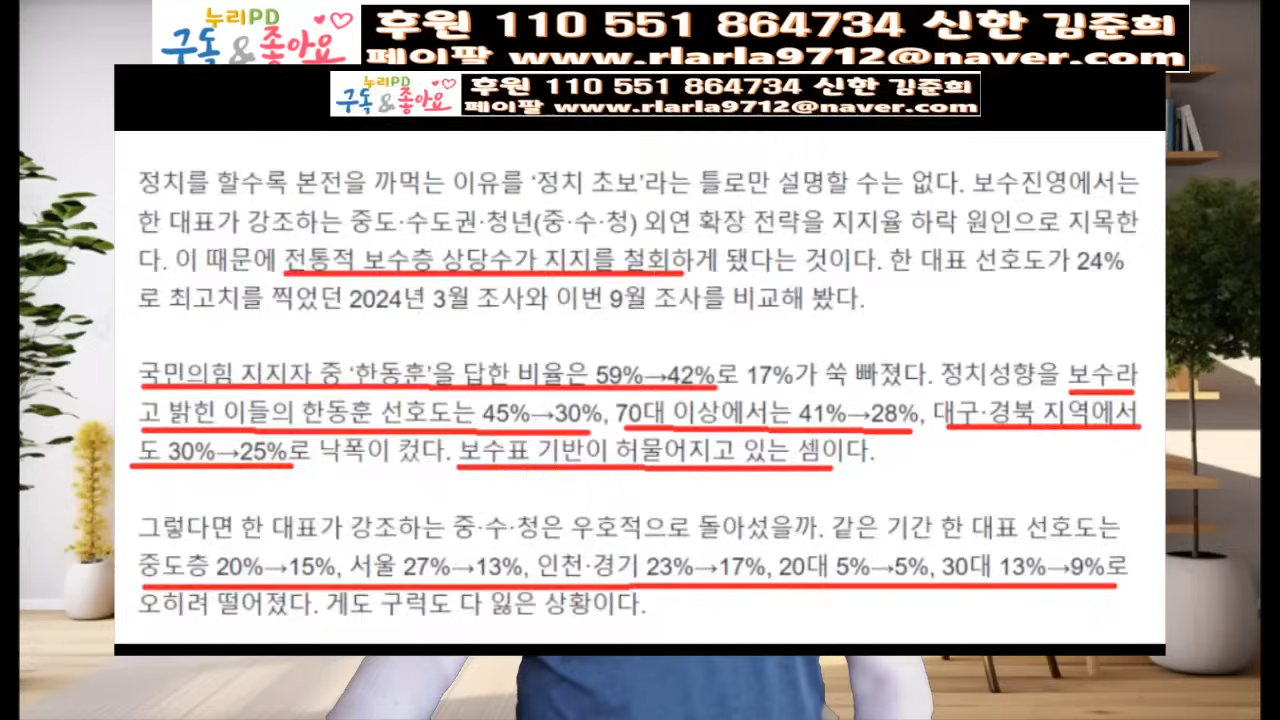 누리PD
구독&좋아요
후원 110 551 864734 신한 김준희
페이팔 www.rlarla9712@naver.com
누리PD
구독&좋아요
후원 110 551 864734 신한 김준희
페이팔 www.rlarla9712@naver.com
정치를 할수록 본전을 까먹는 이유를 ‘정치 초보’라는 틀로만 설명할 수는 없다. 보수진영에서는
한 대표가 강조하는 중도·수도권·청년(중·수·청) 외연 확장 전략을 지지율 하락 원인으로 지목한
다. 이 때문에 전통적 보수층 상당수가 지지를 철회하게 됐다는 것이다. 한 대표 선호도가 24%
로 최고치를 찍었던 2024년 3월 조사와 이번 9월 조사를 비교해 봤다.
국민의힘 지지자 중 ‘한동훈’을 답한 비율은 59%→42%로 17%가 쑥 빠졌다. 정치성향을 보수라
고 밝힌 이들의 한동훈 선호도는 45%→30%, 70대 이상에서는 41%→28%, 대구·경북 지역에서
도 30%→25%로 낙폭이 컸다. 보수표 기반이 허물어지고 있는 셈이다.
그렇다면 한 대표가 강조하는 중·수·청은 우호적으로 돌아섰을까. 같은 기간 한 대표 선호도는
중도층 20%→15%, 서울 27%→13%, 인천·경기 23%→17%, 20대 5%→5%, 30대 13%→9%로
오히려 떨어졌다. 게도 구럭도 다 잃은 상황이다.